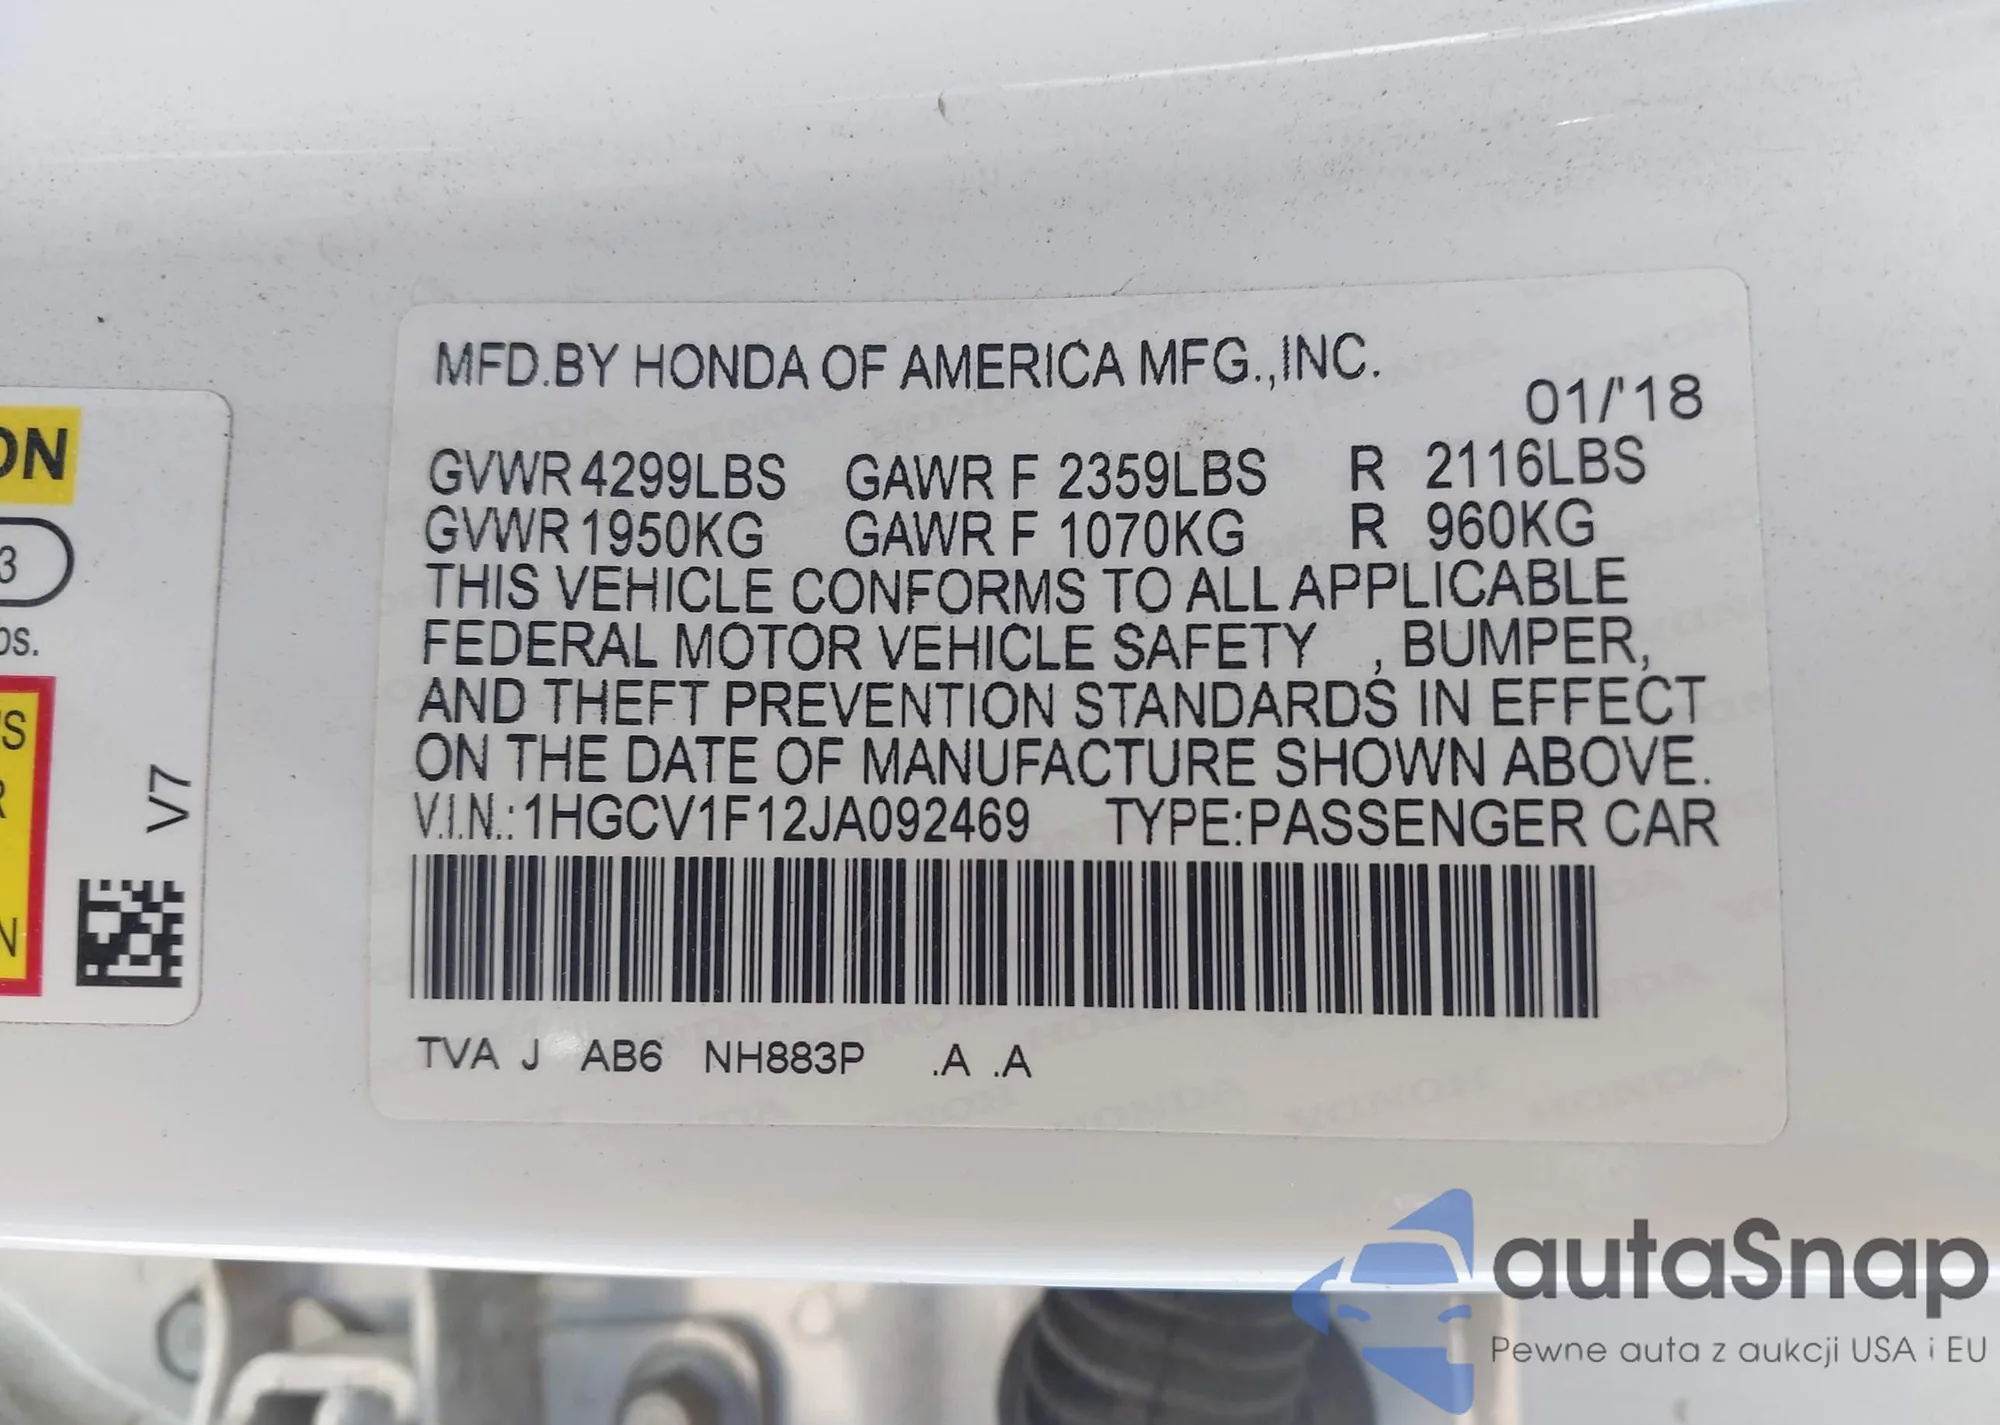 MFD.BY HONDA OF AMERICA MFG.,INC.
01/'18
GVWR 4299LBS GAWR F 2359LBS R 2116LBS
GVWR 1950KG GAWR F 1070KG R 960KG
THIS VEHICLE CONFORMS TO ALL APPLICABLE
FEDERAL MOTOR VEHICLE SAFETY , BUMPER,
AND THEFT PREVENTION STANDARDS IN EFFECT
ON THE DATE OF MANUFACTURE SHOWN ABOVE.
V.I.N.: 1HGCV1F12JA092469 TYPE:PASSENGER CAR
TVA J AB6 NH883P .A .A
ON
3
os.
'S
R
N
V7
autaSnap
Pewne auta z aukcji USA i EU